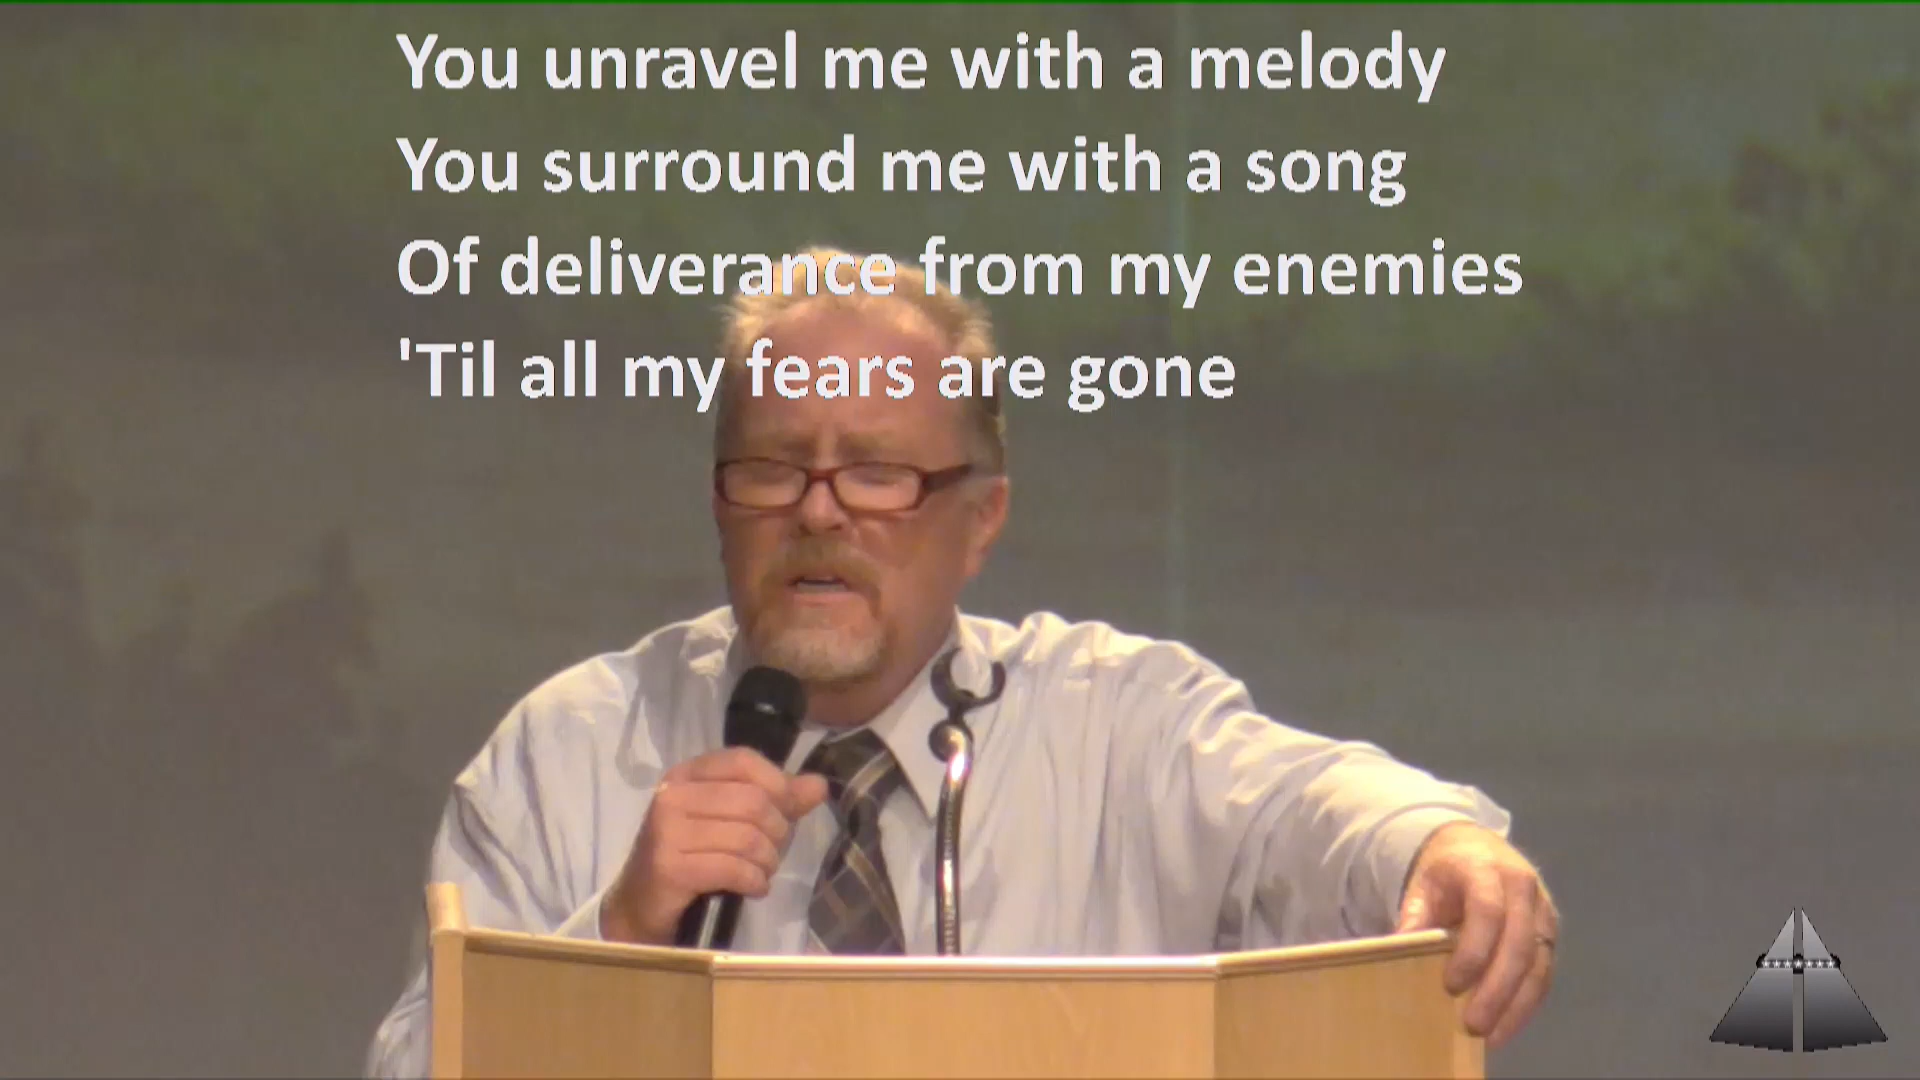 You unravel me with a melody
You surround me with a song
Of deliverance from my enemies
'Til all my fears are gone